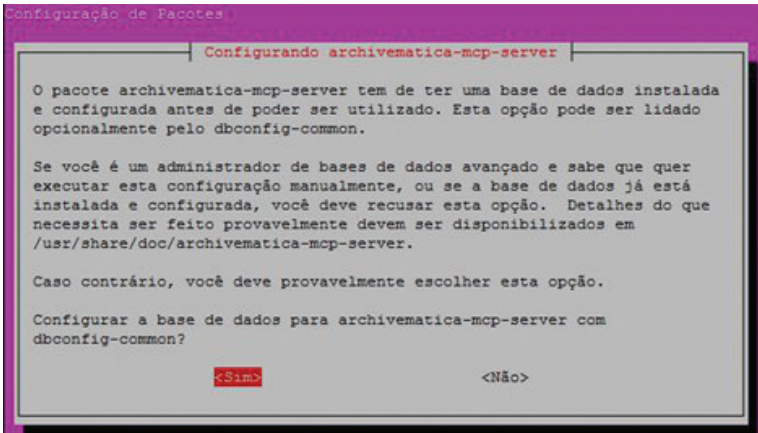 Configuração de Pacotes
Configurando archivematica-mcp-server
O pacote archivematica-mcp-server tem de ter uma base de dados instalada
e configurada antes de poder ser utilizado. Esta opção pode ser lidado
opcionalmente pelo dbconfig-common.
Se você é um administrador de bases de dados avançado e sabe que quer
executar esta configuração manualmente, ou se a base de dados já está
instalada e configurada, você deve recusar esta opção. Detalhes do que
necessita ser feito provavelmente devem ser disponibilizados em
/usr/share/doc/archivematica-mcp-server.
Caso contrário, você deve provavelmente escolher esta opção.
Configurar a base de dados para archivematica-mcp-server com
dbconfig-common?
<Sim> <Não>